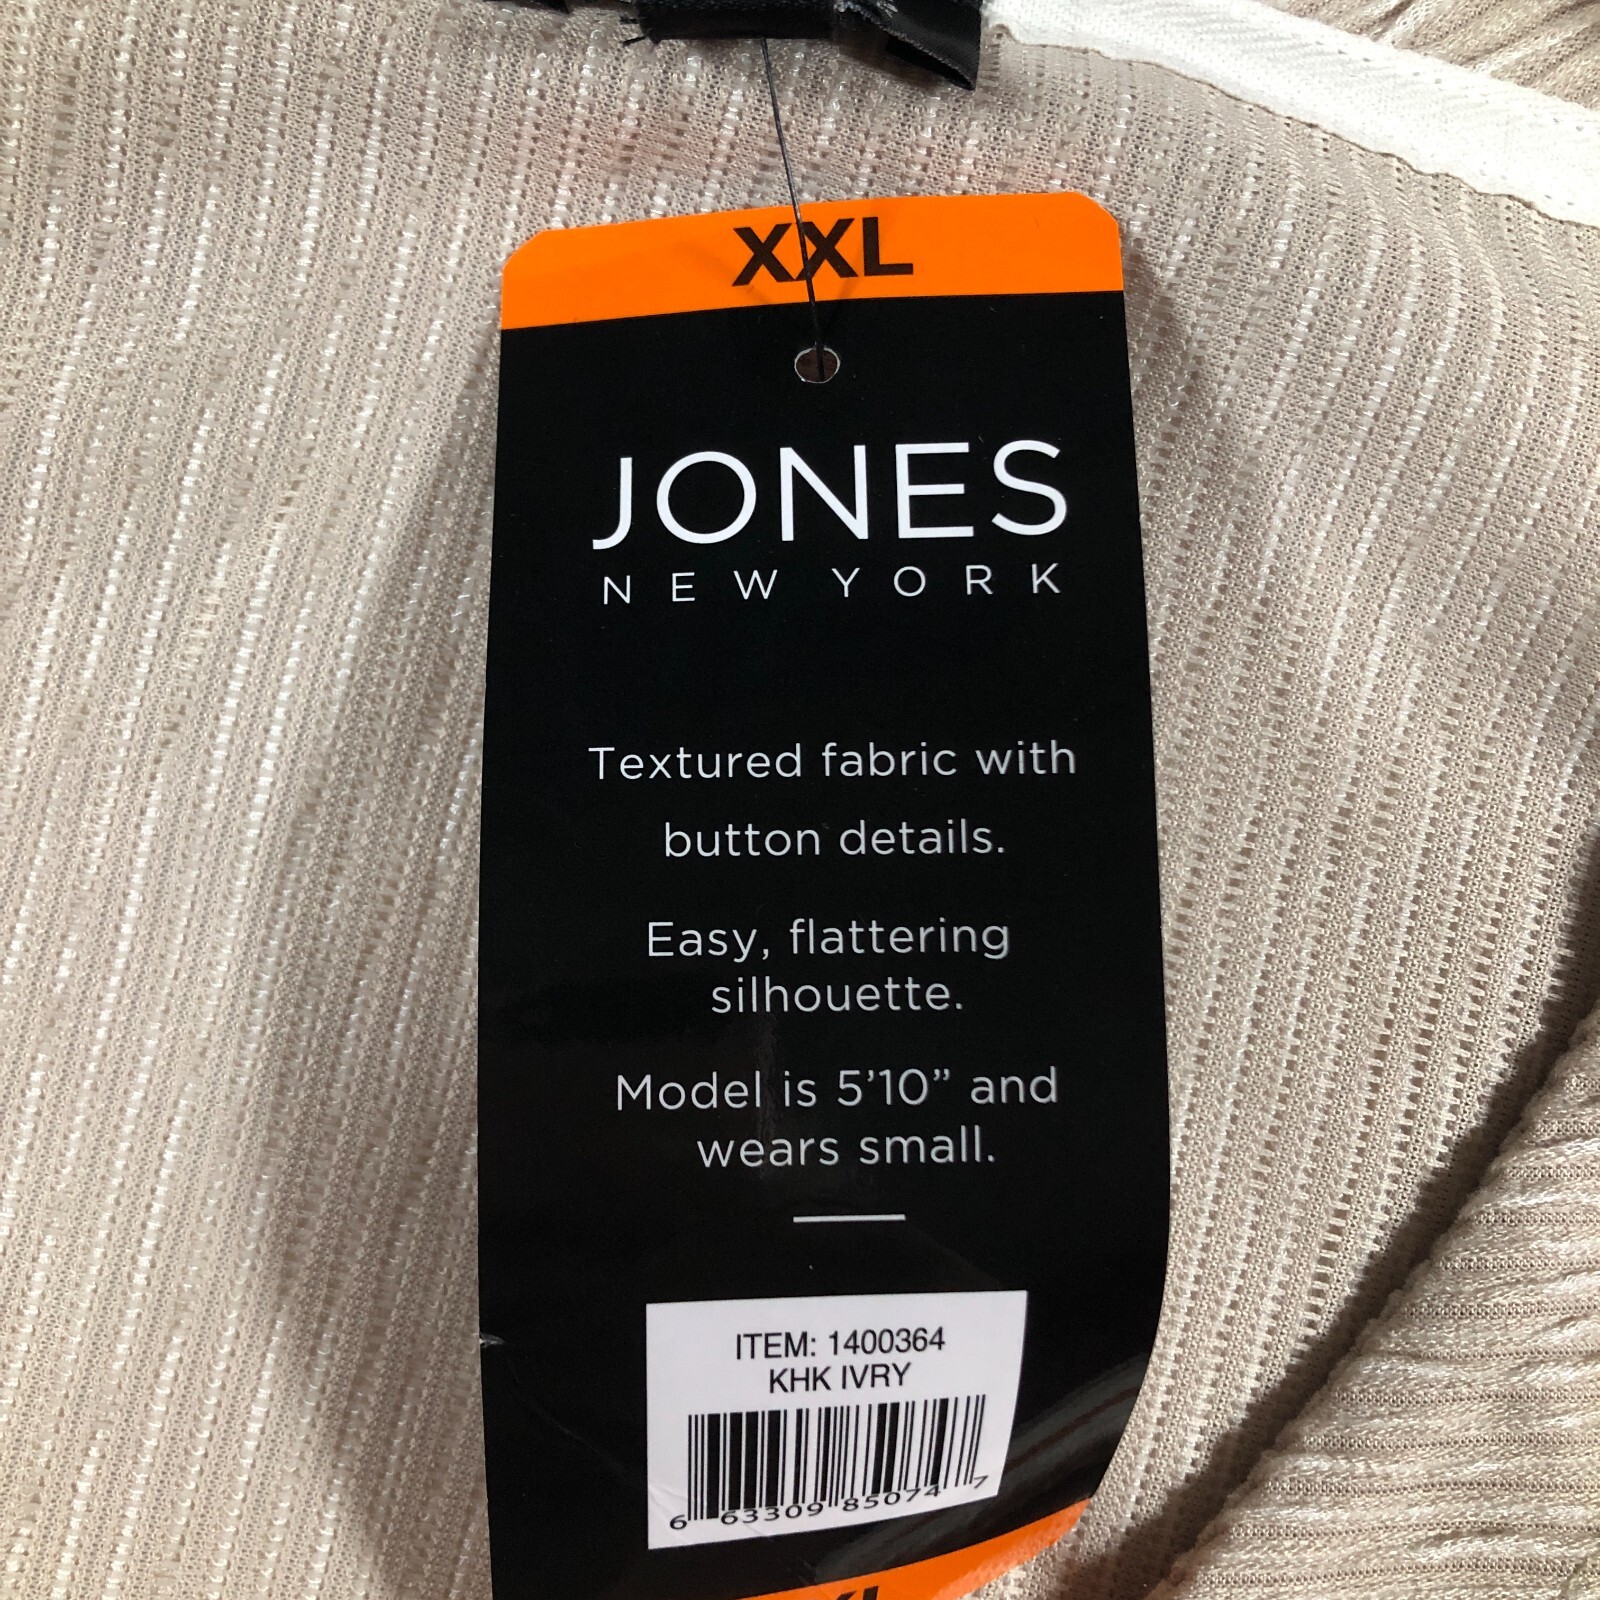 XXL
JONES
NEW YORK
Textured fabric with
button details.
Easy, flattering
silhouette.
Model is 5’10” and
wears small.
ITEM: 1400364
KHK IVRY
6 63309 85074 7